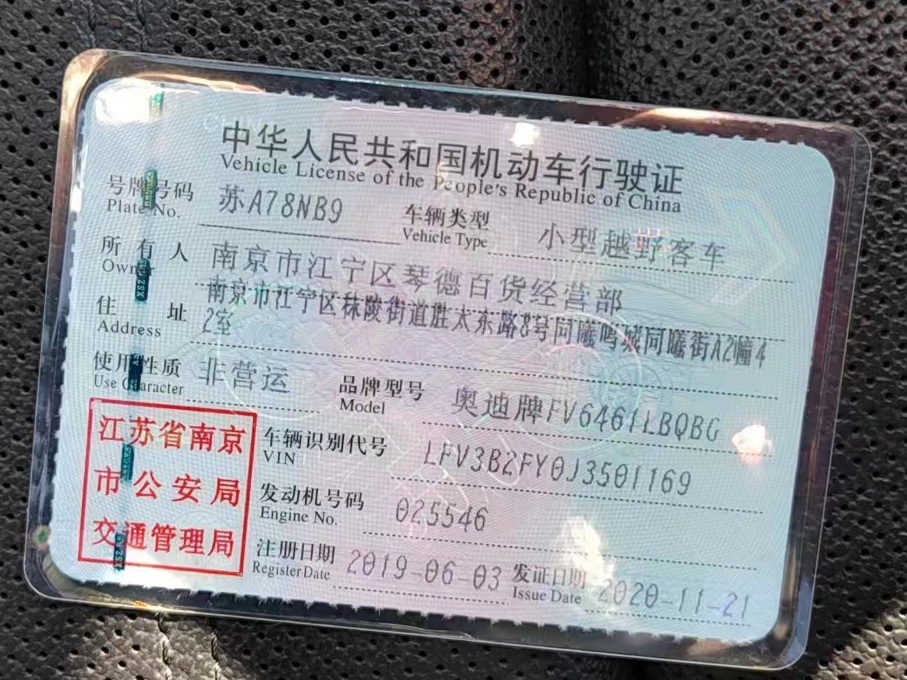 中华人民共和国机动车行驶证
Vehicle License of the People's Republic of China
号牌号码 苏A78NB9 车辆类型 小型越野客车
Plate No. Vehicle Type
所有人 南京市江宁区琴德百货经营部
Owner
住址 南京市江宁区秣陵街道胜太东路8号同曦鸣城同曦街A2幢4
Address 2室
使用性质 非营运 品牌型号 奥迪牌FV6461LBQBG
Use Character Model
江苏省南京
市公安局
交通管理局
车辆识别代号 LFV3B2FY0J3501169
VIN
发动机号码 025546
Engine No.
注册日期 2019-06-03 发证日期 2020-11-21
Register Date Issue Date